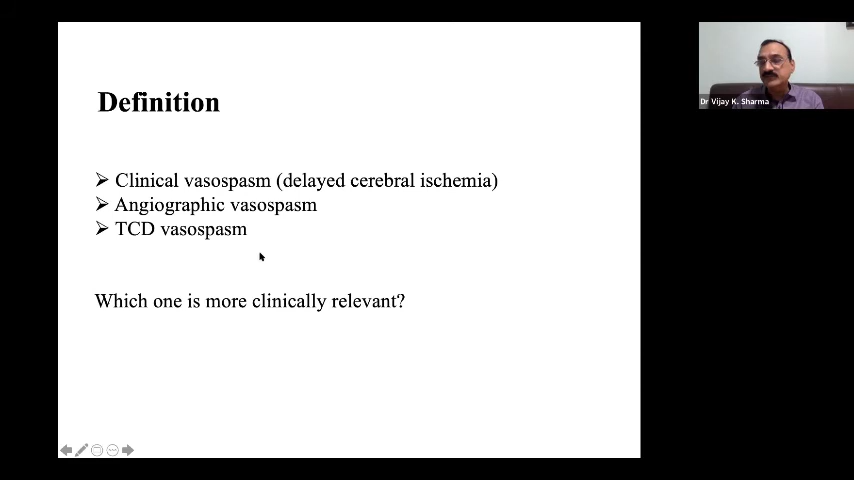 Definition
➢ Clinical vasospasm (delayed cerebral ischemia)
➢ Angiographic vasospasm
➢ TCD vasospasm
Which one is more clinically relevant?
Dr Vijay K. Sharma